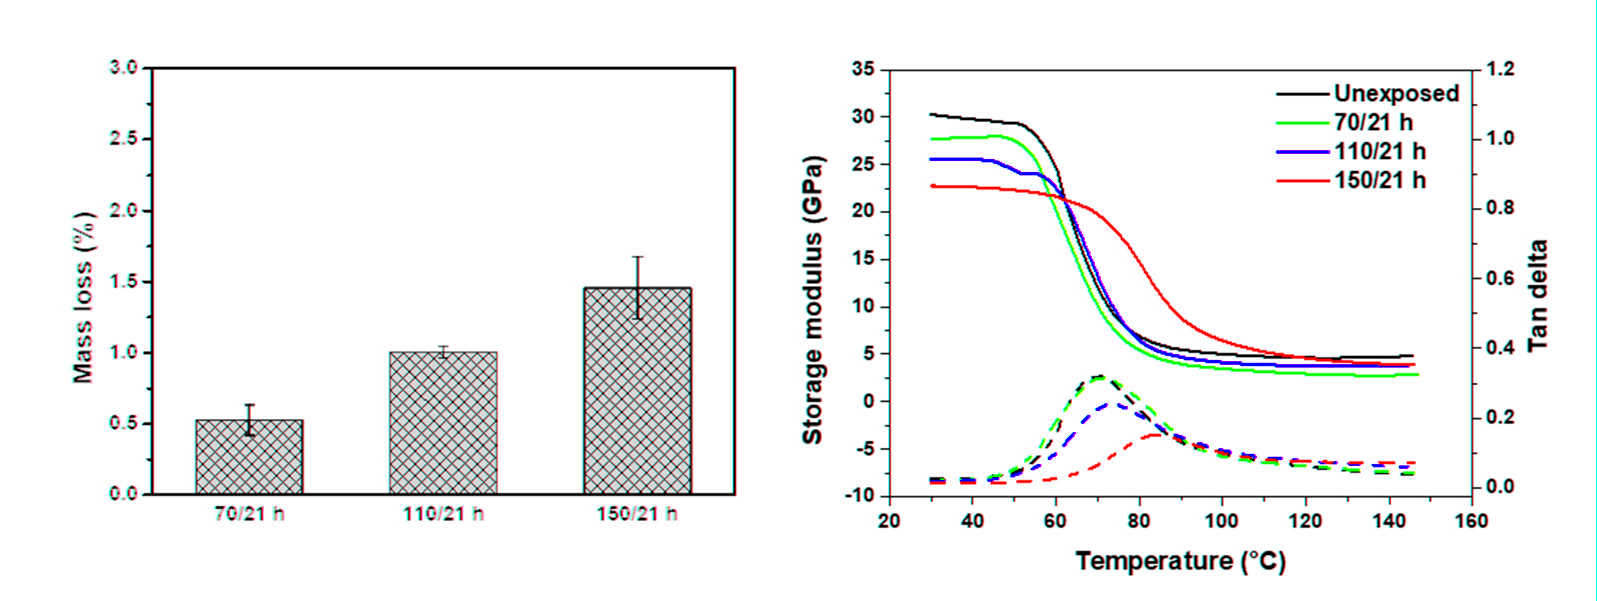 3.0
2.5
2.0
1.5
1.0
0.5
0.0
Mass loss (%)
70/21 h
110/21 h
150/21 h
35
30
25
20
15
10
5
0
-5
-10
Storage modulus (GPa)
Unexposed
70/21 h
110/21 h
150/21 h
1.2
1.0
0.8
0.6
0.4
0.2
0.0
Tan delta
20 40 60 80 100 120 140 160
Temperature (°C)